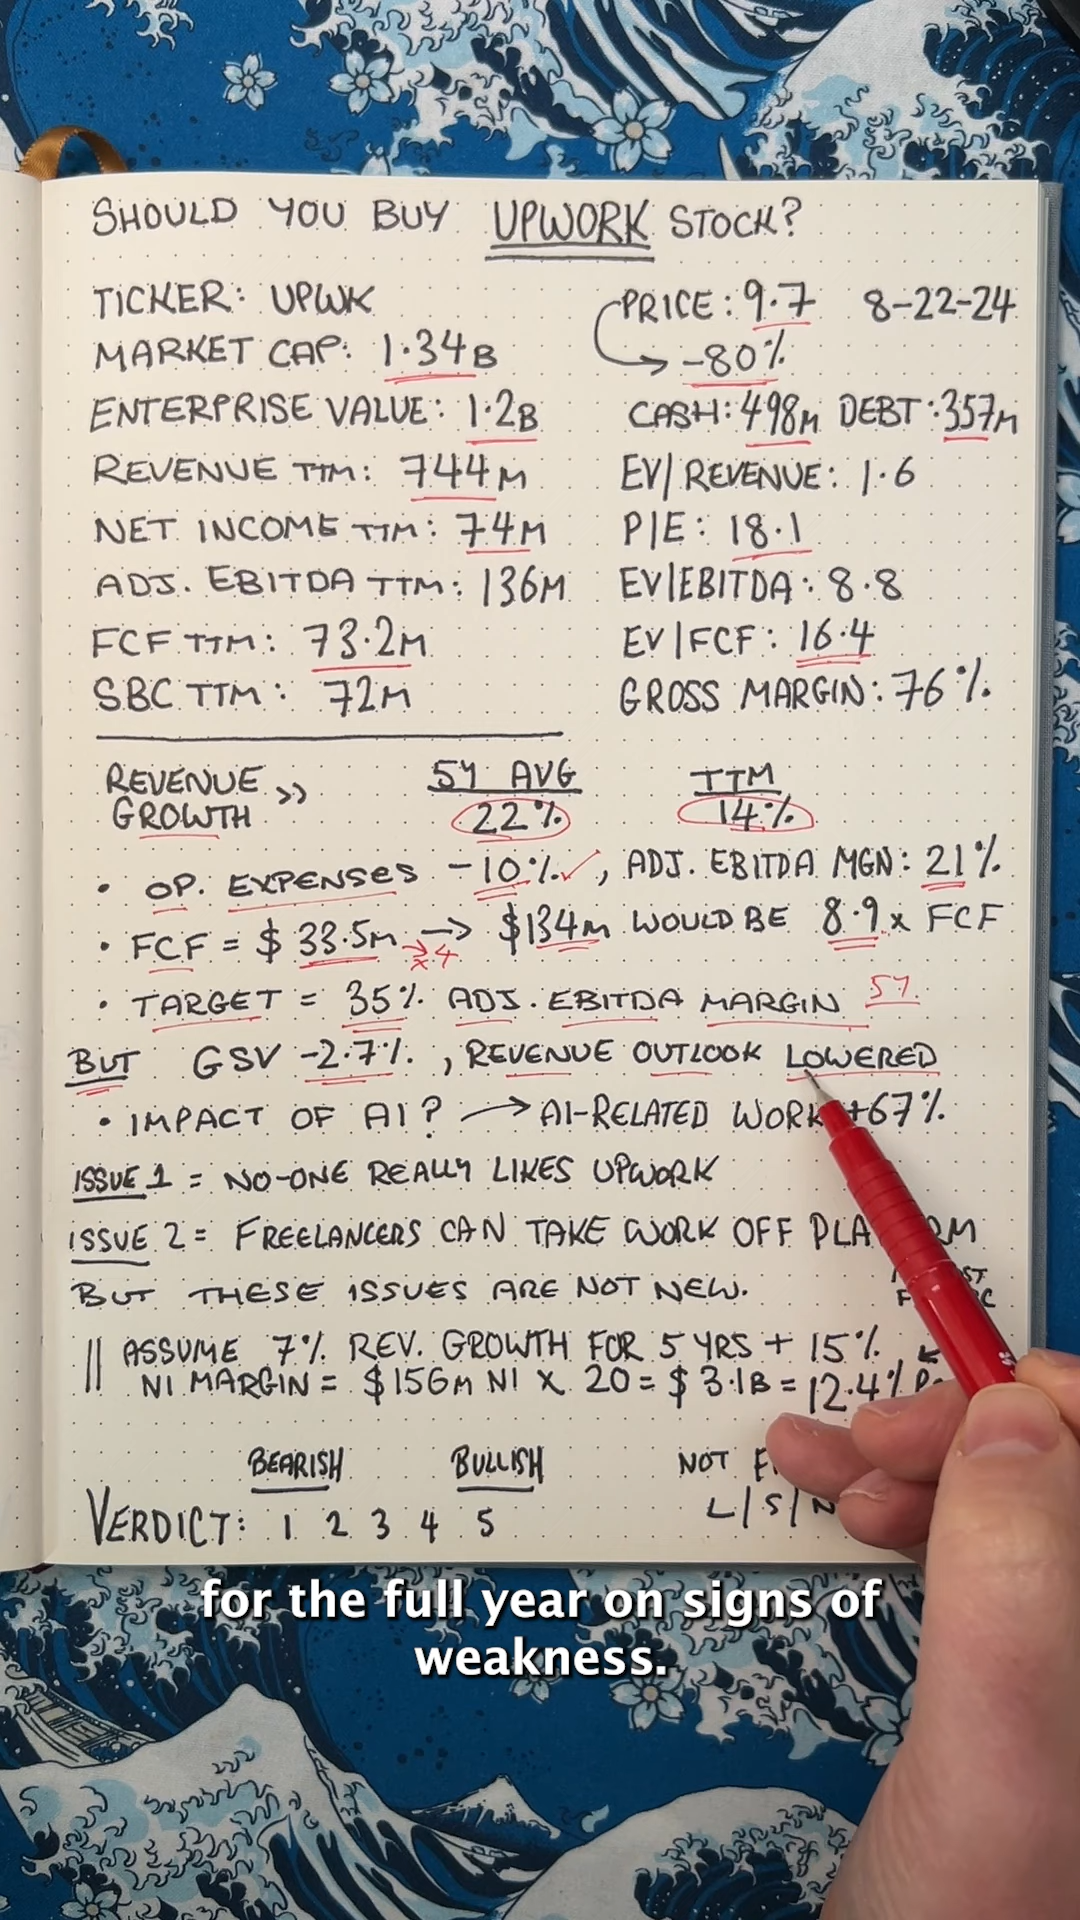 SHOULD YOU BUY UPWORK STOCK?
TICKER: UPWK PRICE: 9.7 8-22-24
MARKET CAP: 1.34B -80%
ENTERPRISE VALUE: 1.2B CASH: 498M DEBT: 357M
REVENUE TTM: 744M EV/REVENUE: 1.6
NET INCOME TTM: 74M P/E: 18.1
ADJ. EBITDA TTM: 136M EV/EBITDA: 8.8
FCF TTM: 73.2M EV/FCF: 16.4
SBC TTM: 72M GROSS MARGIN: 76%
REVENUE GROWTH >> 5Y AVG TTM
22% 14%
• OP. EXPENSES -10% ✓, ADJ. EBITDA MGN: 21%
• FCF = $33.5M → $134M WOULD BE 8.9x FCF
x4
• TARGET = 35% ADJ. EBITDA MARGIN 5Y
BUT GSV -2.7%, REVENUE OUTLOOK LOWERED
• IMPACT OF AI? → AI-RELATED WORK +67%
ISSUE 1 = NO-ONE REALLY LIKES UPWORK
ISSUE 2 = FREELANCERS CAN TAKE WORK OFF
BUT THESE ISSUES ARE NOT NEW.
|| ASSUME 7% REV. GROWTH FOR 5 YRS + 15%
NI MARGIN = $156M NI X 20 = $3.1B = 12.4%
BEARISH BULLISH NOT
VERDICT: 1 2 3 4 5 L/S/N
for the full year on signs of
weakness.